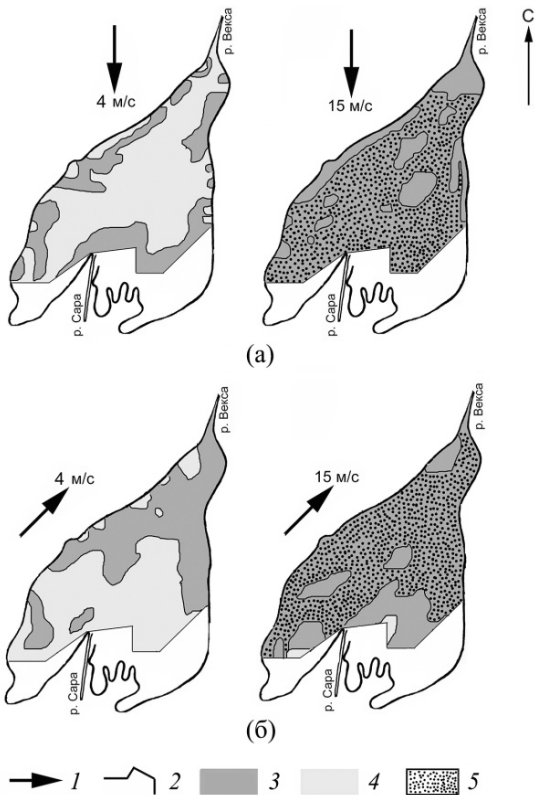 р. Векса
С
4 м/с
р. Векса
15 м/с
р. Сара
р. Сара
(а)
р. Векса
4 м/с
р. Векса
15 м/с
р. Сара
р. Сара
(б)
1 2 3 4 5